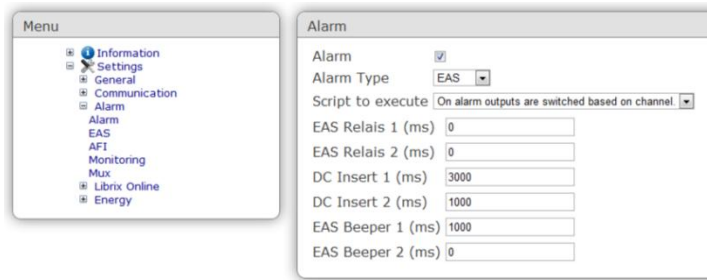 Menu
Information
Settings
General
Communication
Alarm
Alarm
EAS
AFI
Monitoring
Mux
Librix Online
Energy
Alarm
Alarm
Alarm Type EAS
Script to execute On alarm outputs are switched based on channel.
EAS Relais 1 (ms) 0
EAS Relais 2 (ms) 0
DC Insert 1 (ms) 3000
DC Insert 2 (ms) 1000
EAS Beeper 1 (ms) 1000
EAS Beeper 2 (ms) 0